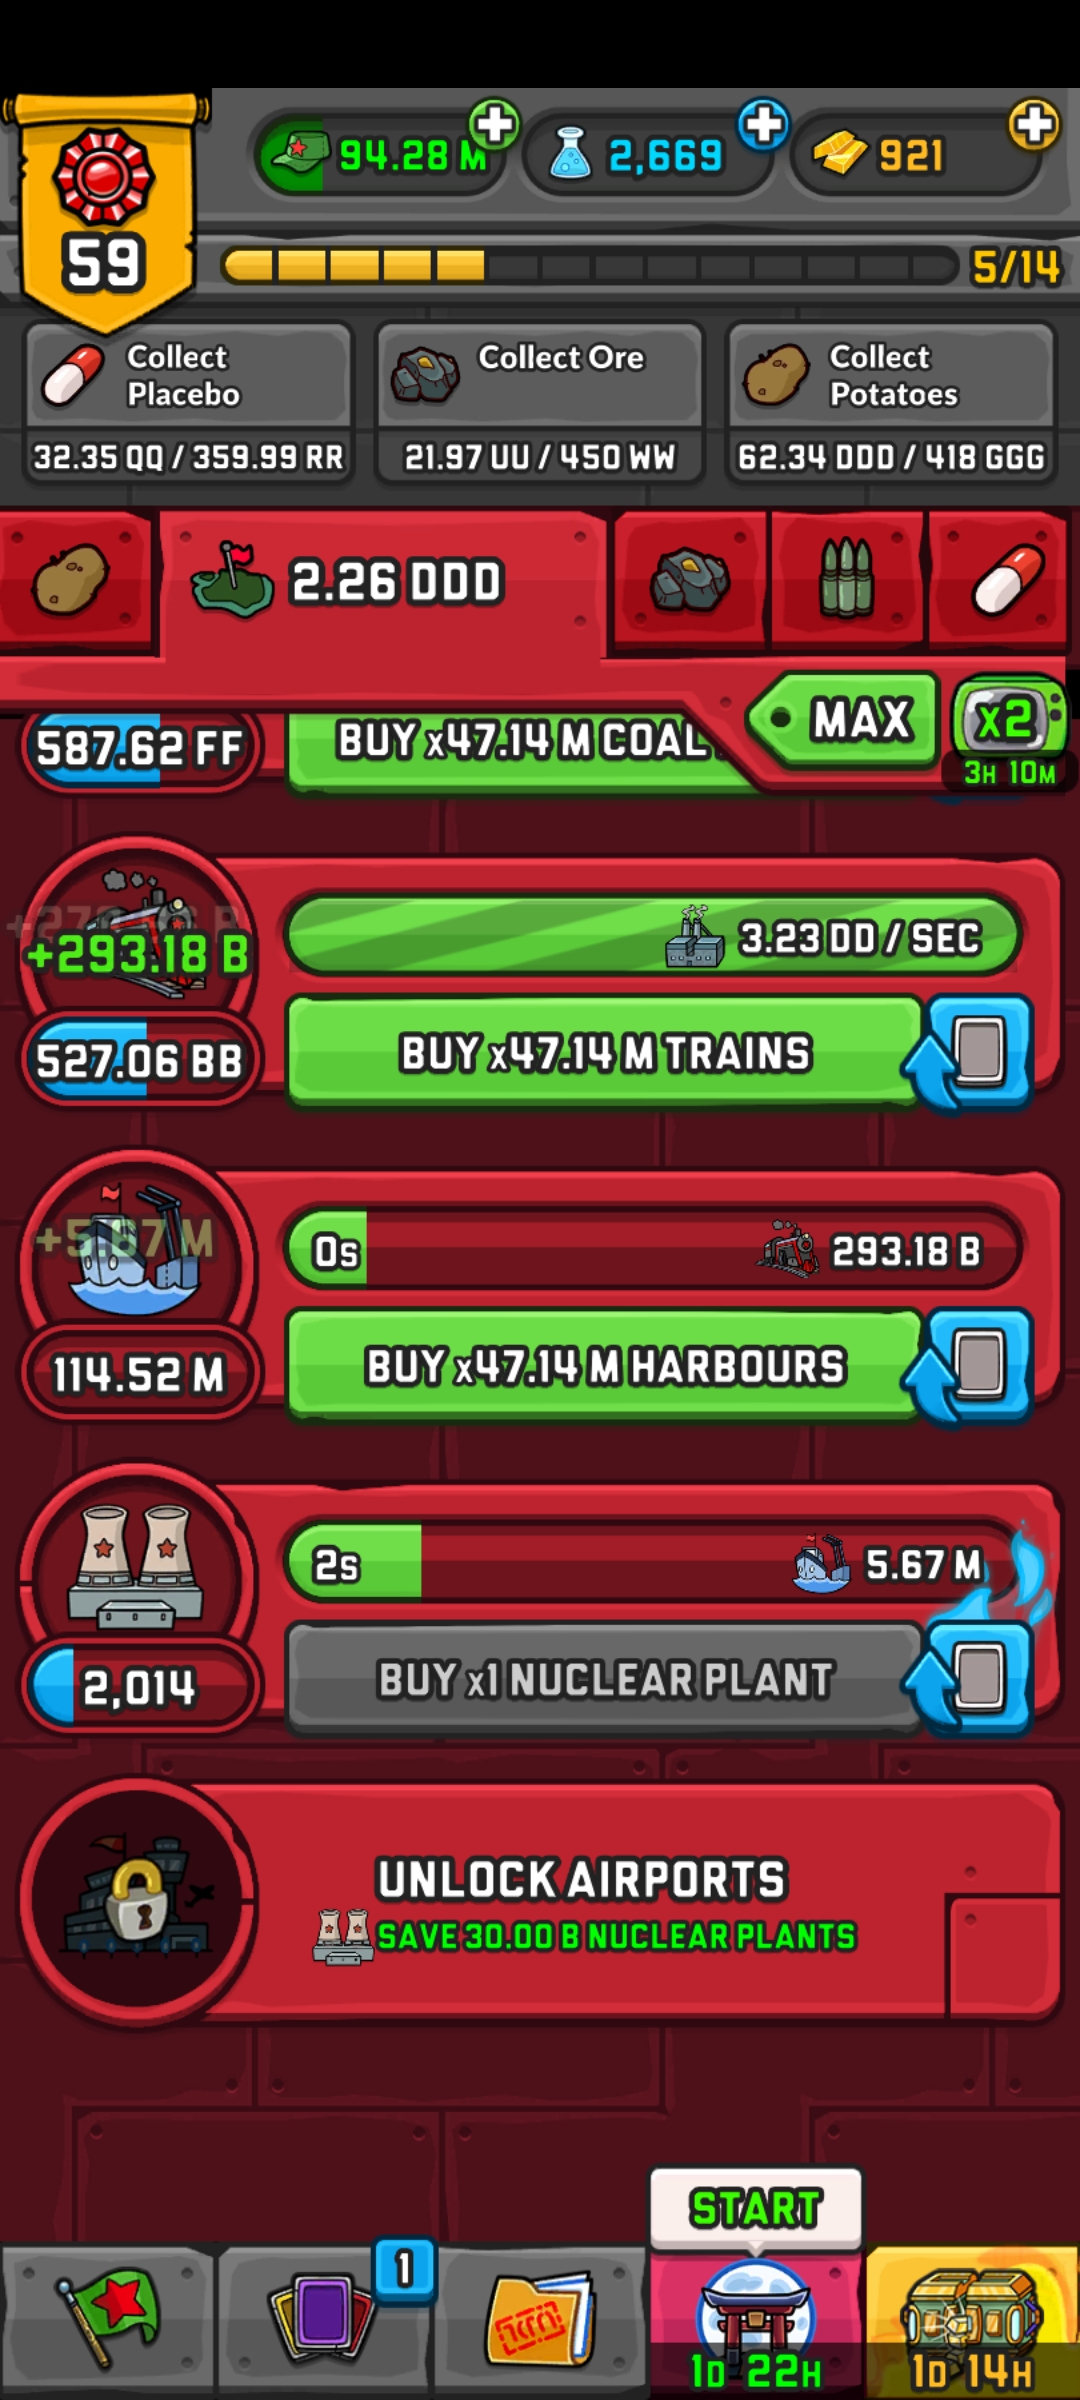 94.28 M
2,669
921
59
5/14
Collect
Placebo
32.35 QQ / 359.99 RR
Collect Ore
21.97 UU / 450 WW
Collect
Potatoes
62.34 DDD / 418 GGG
2.26 DDD
MAX
x2
3H 10M
587.62 FF
BUY x47.14 M COAL
+293.18 B
3.23 DD / SEC
527.06 BB
BUY x47.14 M TRAINS
+5.67 M
0s
293.18 B
114.52 M
BUY x47.14 M HARBOURS
2s
5.67 M
2,014
BUY x1 NUCLEAR PLANT
UNLOCK AIRPORTS
SAVE 30.00 B NUCLEAR PLANTS
START
1
1D 22H
1D 14H